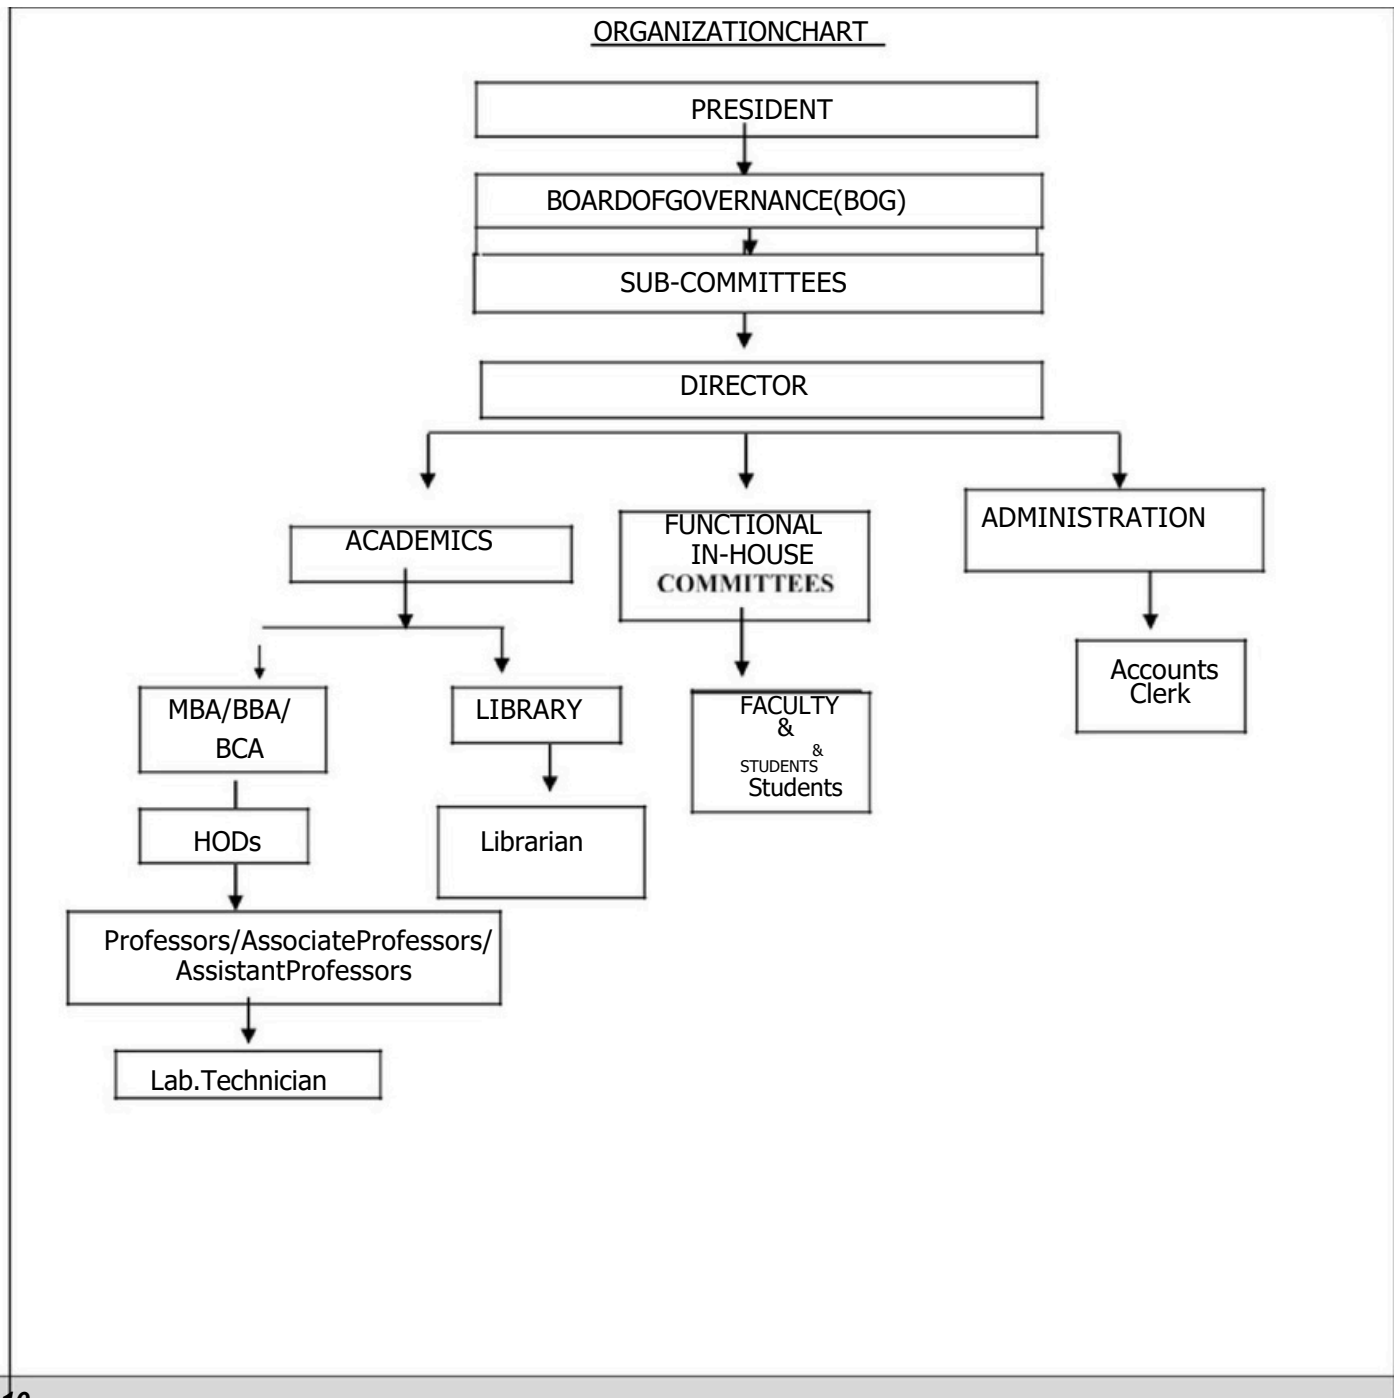 ORGANIZATIONCHART
PRESIDENT
BOARDOFGOVERNANCE(BOG)
SUB-COMMITTEES
DIRECTOR
ACADEMICS
FUNCTIONAL
IN-HOUSE
COMMITTEES
ADMINISTRATION
MBA/BBA/
BCA
LIBRARY
FACULTY
&
&
STUDENTS
Students
Accounts
Clerk
HODs
Librarian
Professors/AssociateProfessors/
AssistantProfessors
Lab.Technician